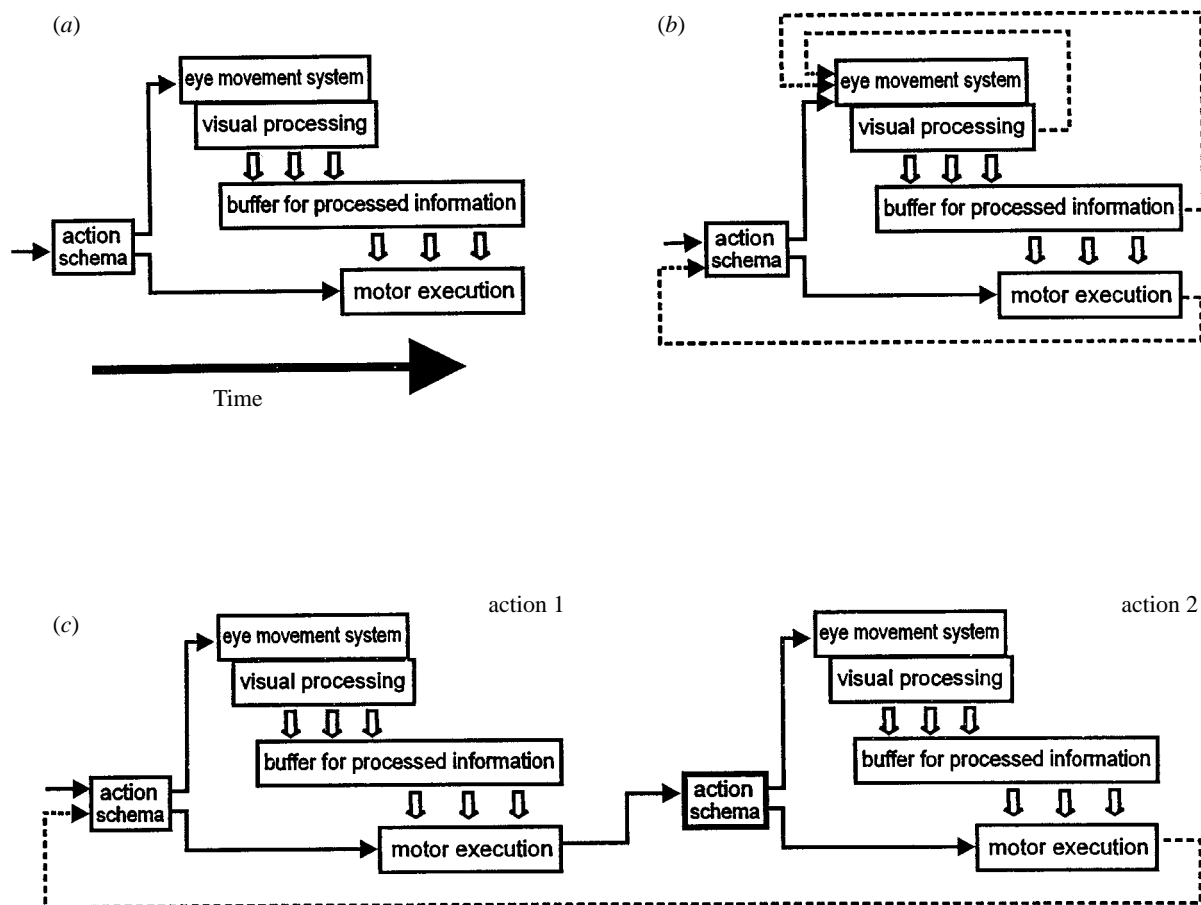 (a)
eye movement system
visual processing
buffer for processed information
action
schema
motor execution
Time
(b)
eye movement system
visual processing
buffer for processed information
action
schema
motor execution
(c)
action 1
eye movement system
visual processing
buffer for processed information
action
schema
motor execution
action 2
eye movement system
visual processing
buffer for processed information
action
schema
motor execution